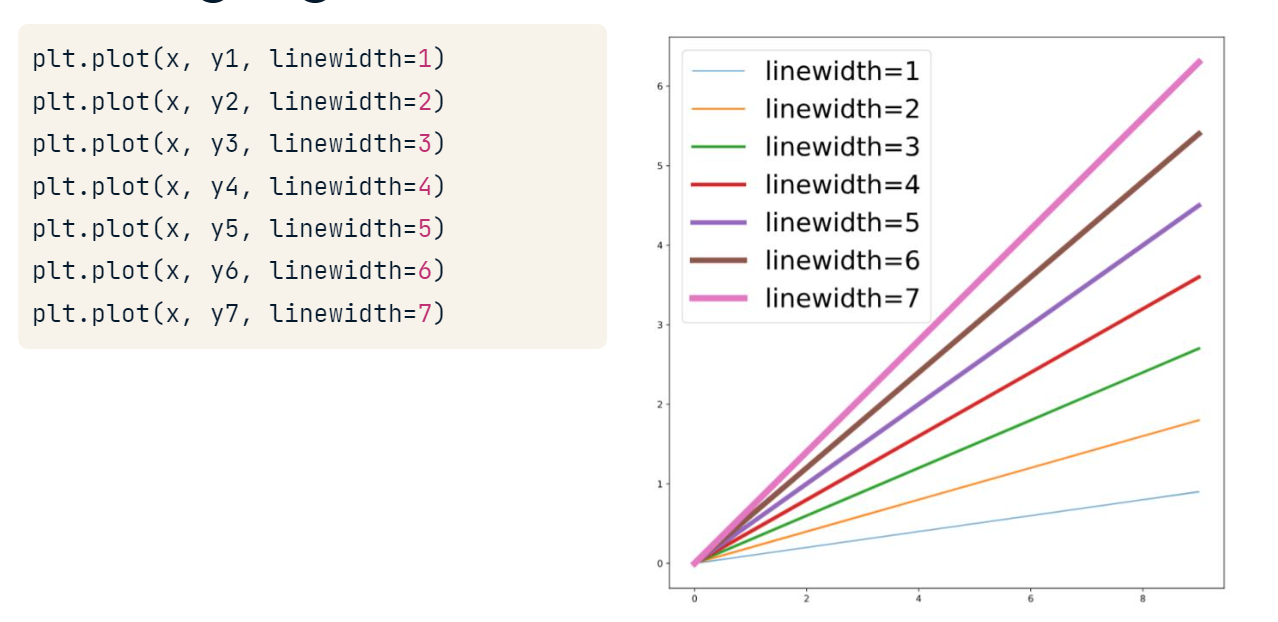 plt.plot(x, y1, linewidth=1)
plt.plot(x, y2, linewidth=2)
plt.plot(x, y3, linewidth=3)
plt.plot(x, y4, linewidth=4)
plt.plot(x, y5, linewidth=5)
plt.plot(x, y6, linewidth=6)
plt.plot(x, y7, linewidth=7)
linewidth=1
linewidth=2
linewidth=3
linewidth=4
linewidth=5
linewidth=6
linewidth=7
6
5
4
3
2
1
0
0 2 4 6 8